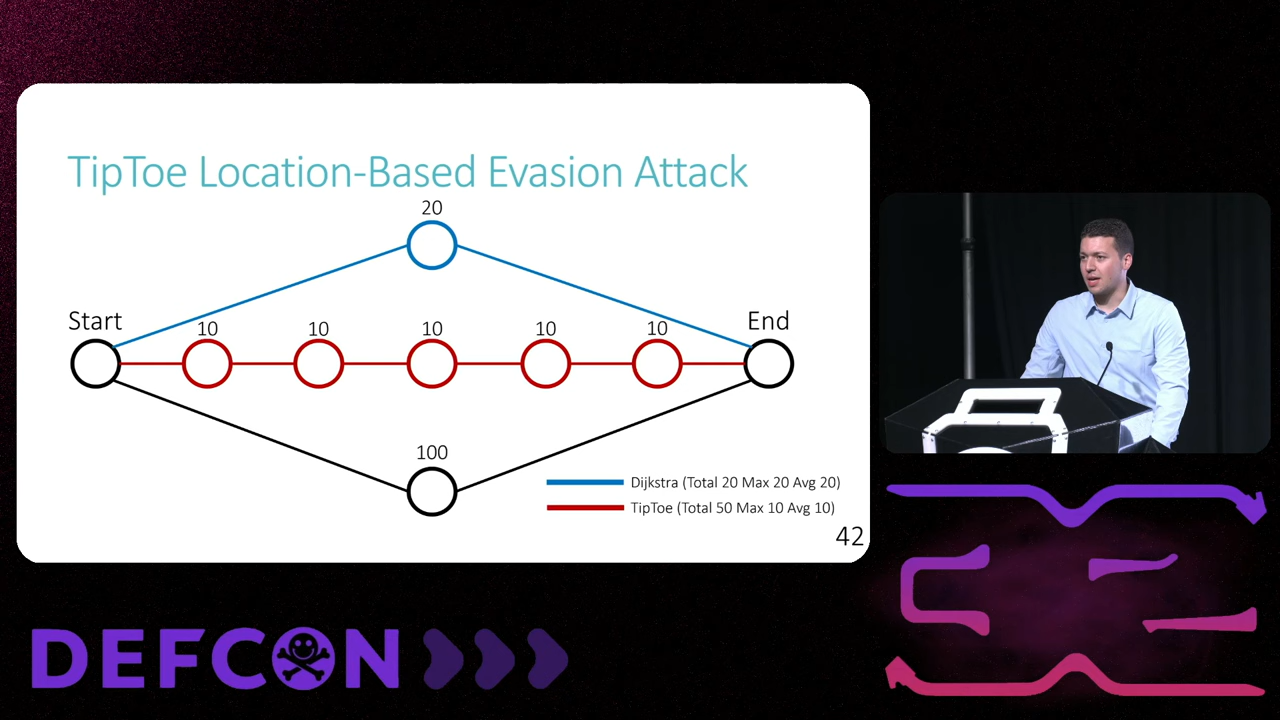 TipToe Location-Based Evasion Attack
20
Start
10
10
10
10
10
End
100
Dijkstra (Total 20 Max 20 Avg 20)
TipToe (Total 50 Max 10 Avg 10)
42
DEFCON